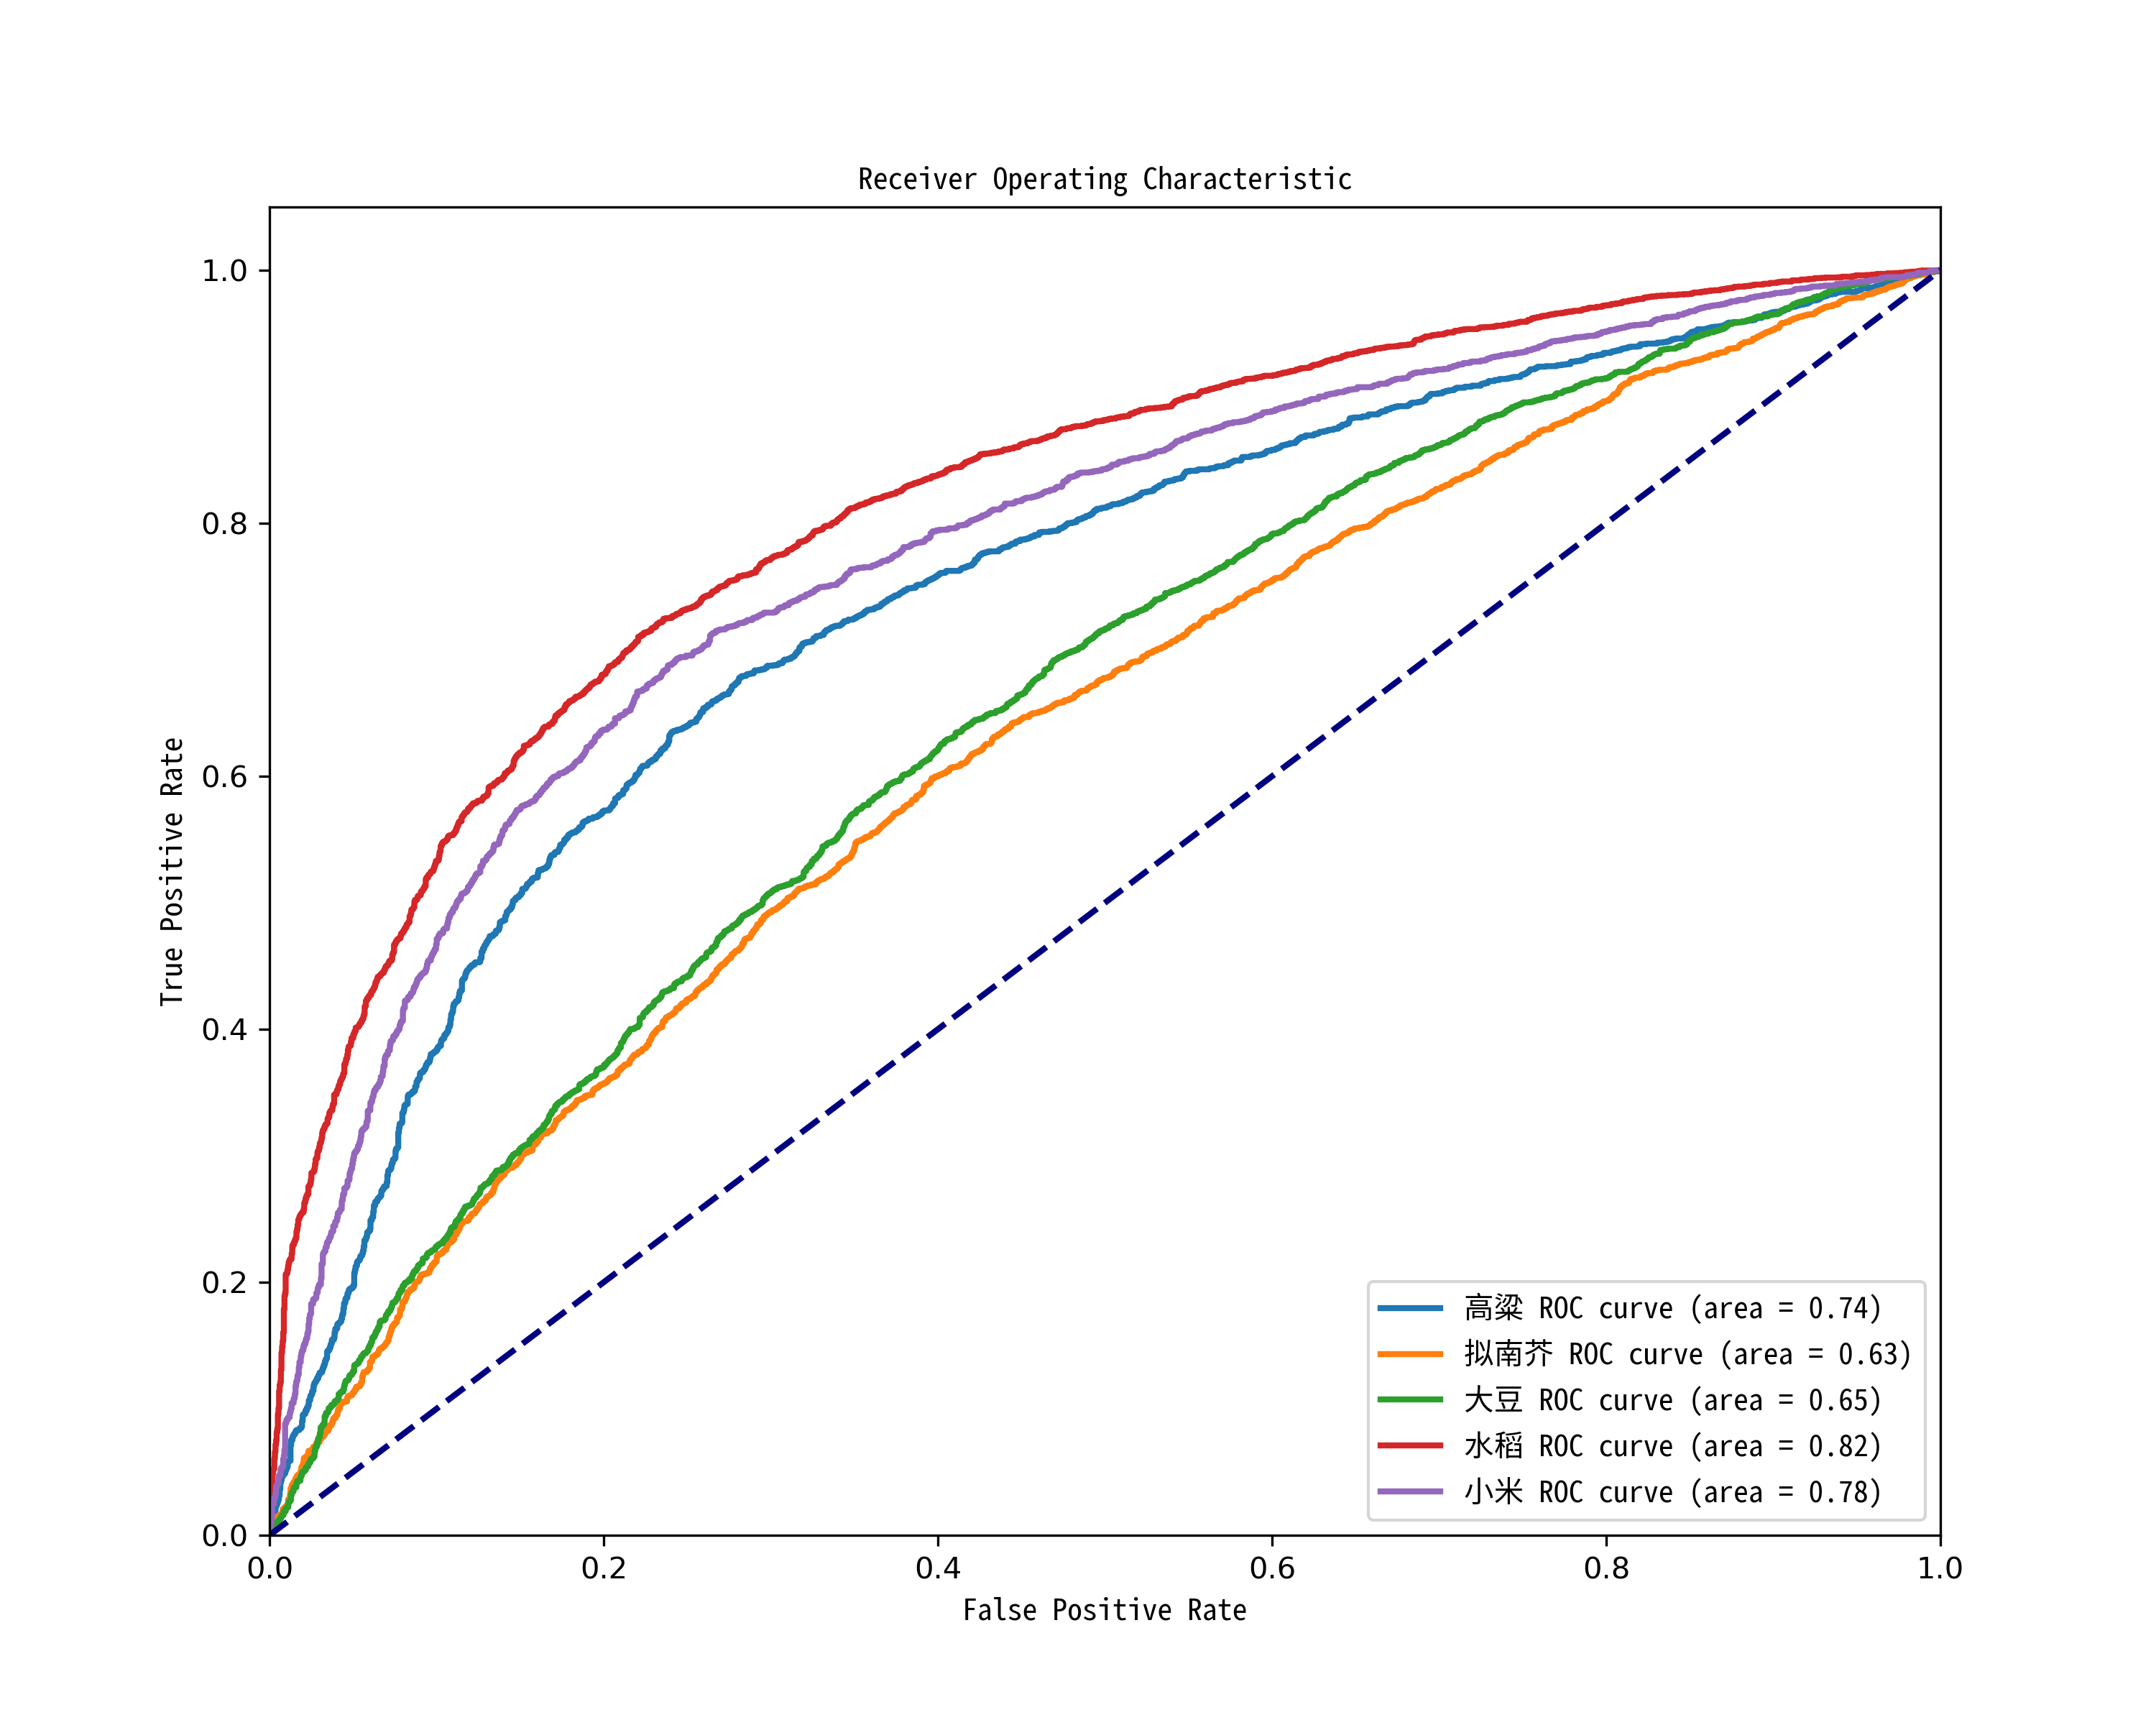 Receiver Operating Characteristic
True Positive Rate
1.0
0.8
0.6
0.4
0.2
0.0
0.0 0.2 0.4 0.6 0.8 1.0
False Positive Rate
高粱 ROC curve (area = 0.74)
拟南芥 ROC curve (area = 0.63)
大豆 ROC curve (area = 0.65)
水稻 ROC curve (area = 0.82)
小米 ROC curve (area = 0.78)